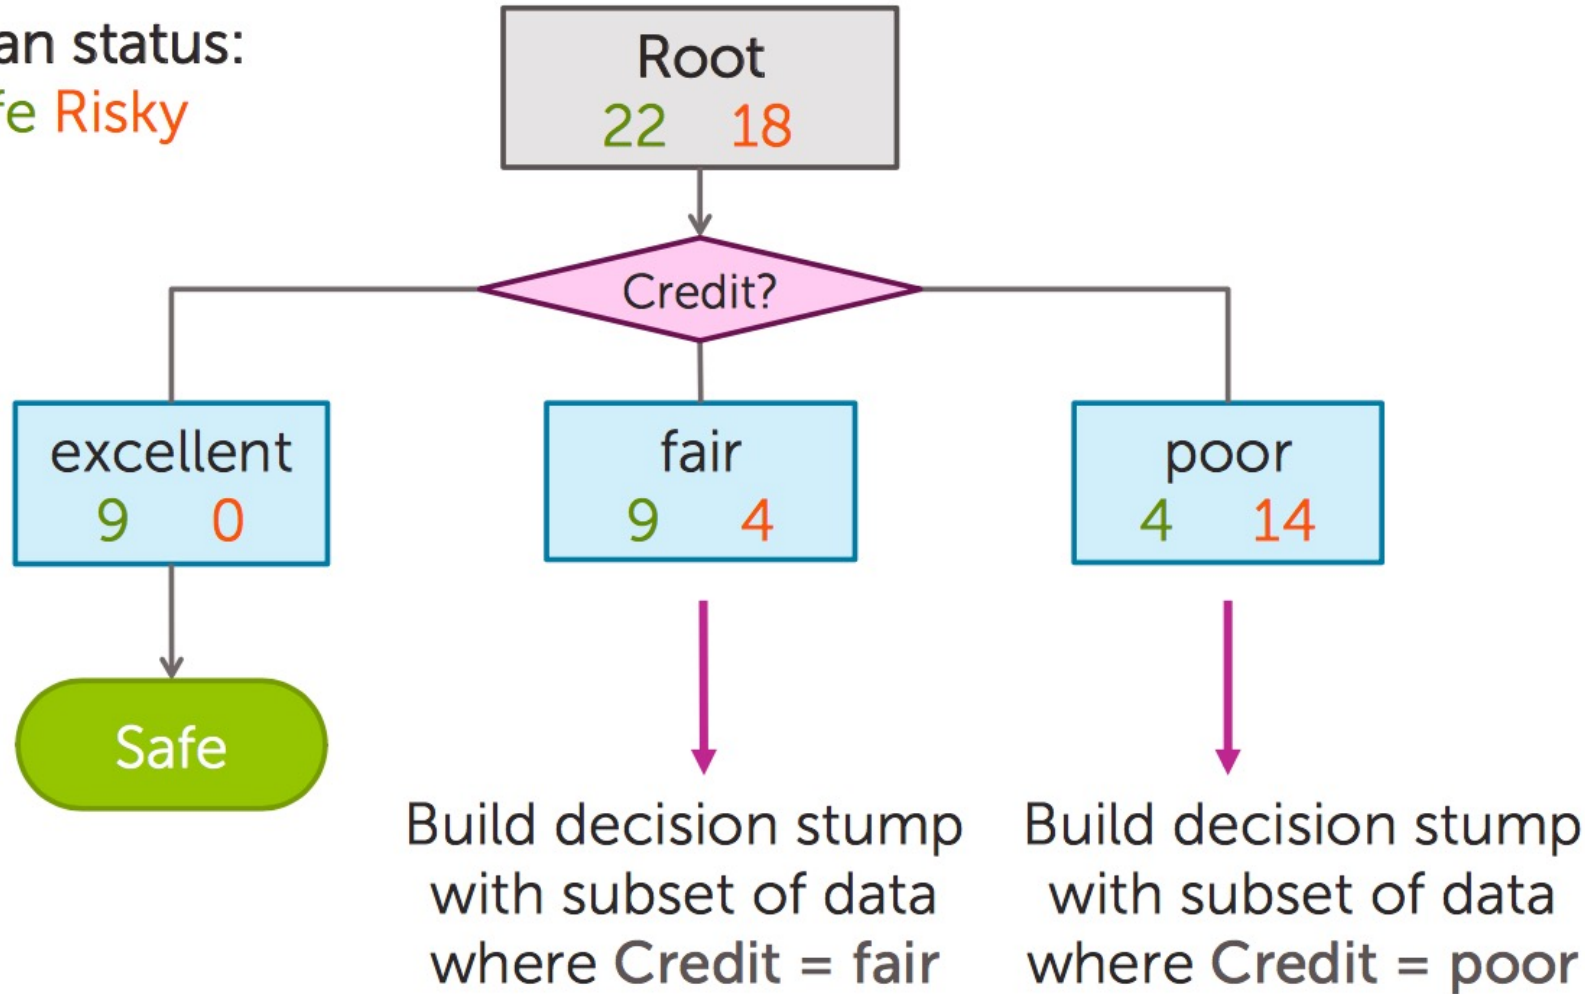 an status:
fe Risky
Root
22 18
Credit?
excellent
9 0
fair
9 4
poor
4 14
Safe
Build decision stump
with subset of data
where Credit = fair
Build decision stump
with subset of data
where Credit = poor